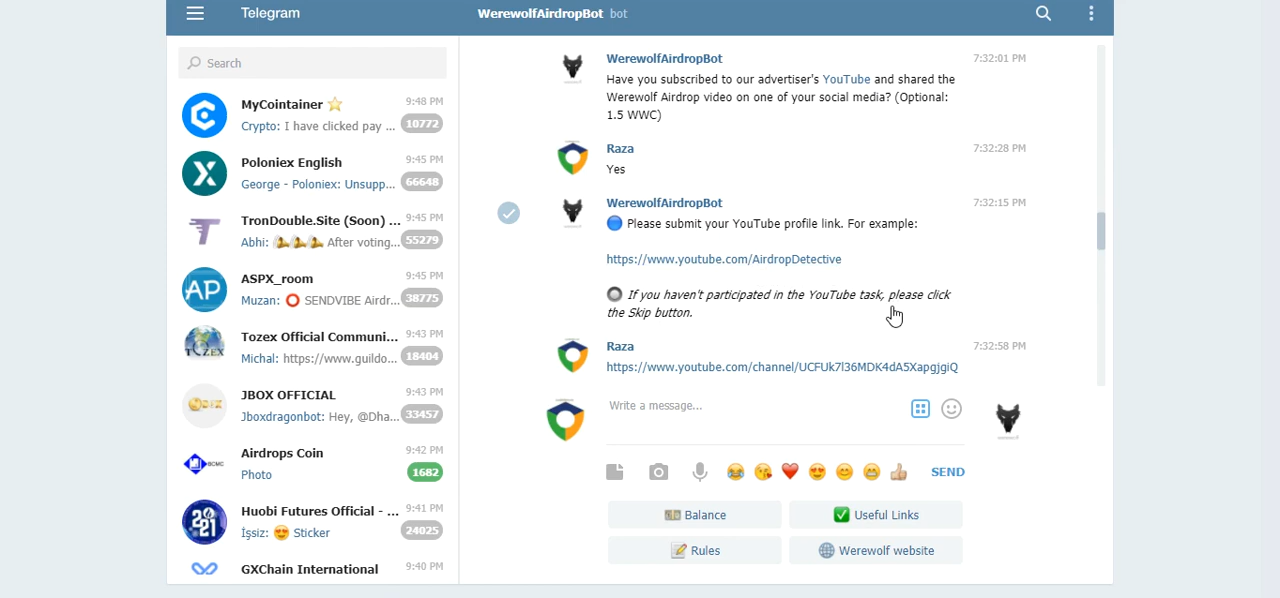 Telegram
WerewolfAirdropBot bot
Search
MyCointainer ⭐ 9:48 PM
Crypto: I have clicked pay ... 10772
Poloniex English 9:45 PM
George - Poloniex: Unsupp... 66648
TronDouble.Site (Soon) ... 9:45 PM
Abhi: After voting... 55279
ASPX_room 9:45 PM
Muzan: ⭕ SENDVIBE Airdr... 38775
Tozex Official Communi... 9:43 PM
Michal: https://www.guildo... 18404
JBOX OFFICIAL 9:43 PM
Jboxdragonbot: Hey, @Dha... 33457
Airdrops Coin 9:42 PM
Photo 1682
Huobi Futures Official - ... 9:41 PM
İşsiz: 😍 Sticker 24025
GXChain International 9:40 PM
WerewolfAirdropBot 7:32:01 PM
Have you subscribed to our advertiser's YouTube and shared the
Werewolf Airdrop video on one of your social media? (Optional:
1.5 WWC)
Raza 7:32:28 PM
Yes
WerewolfAirdropBot 7:32:15 PM
🔵 Please submit your YouTube profile link. For example:
https://www.youtube.com/AirdropDetective
🔘 If you haven't participated in the YouTube task, please click
the Skip button.
Raza 7:32:58 PM
https://www.youtube.com/channel/UCFUk7l36MDK4dA5XapgjgiQ
Write a message...
SEND
Balance
✅ Useful Links
📝 Rules
🌐 Werewolf website